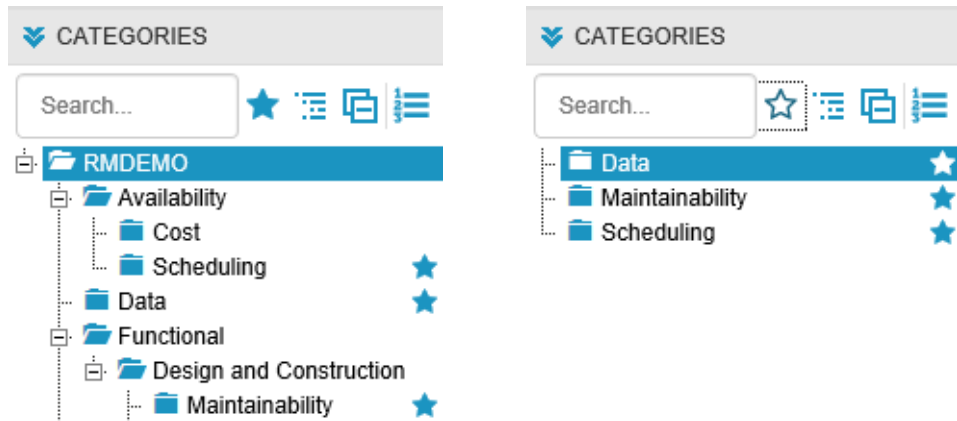 CATEGORIES
Search...
RMDEMO
Availability
Cost
Scheduling
Data
Functional
Design and Construction
Maintainability
CATEGORIES
Search...
Data
Maintainability
Scheduling